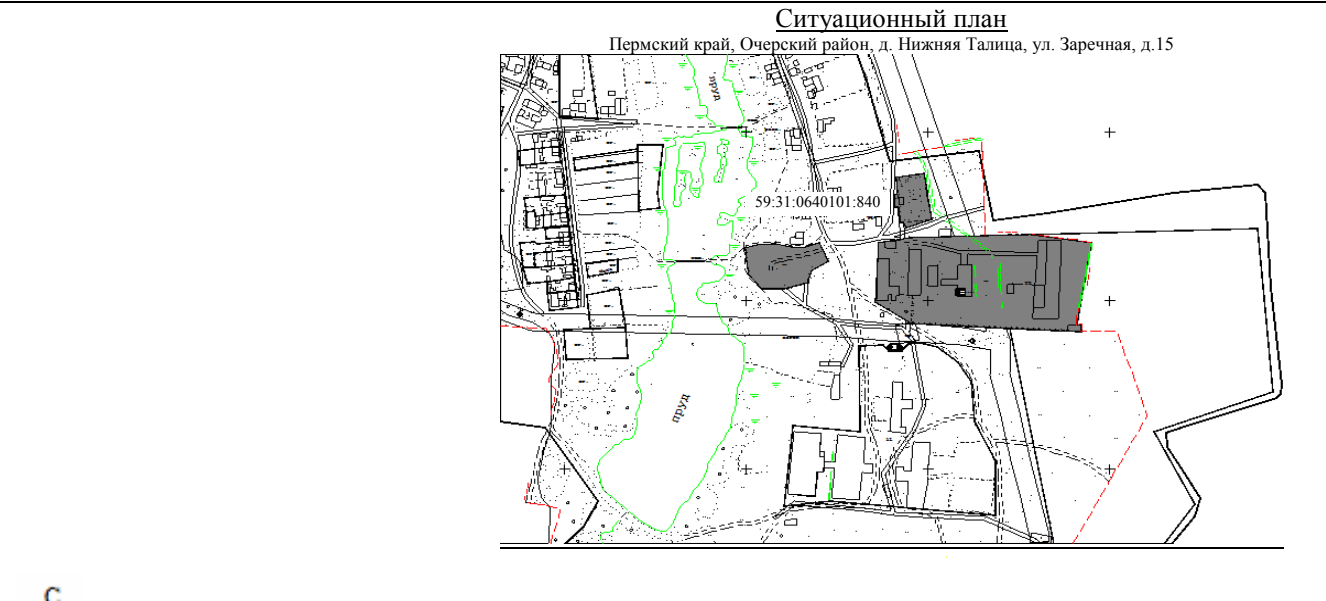 Ситуационный план
Пермский край, Очерский район, д. Нижняя Талица, ул. Заречная, д.15
пруд
59:31:0640101:840
пруд
С